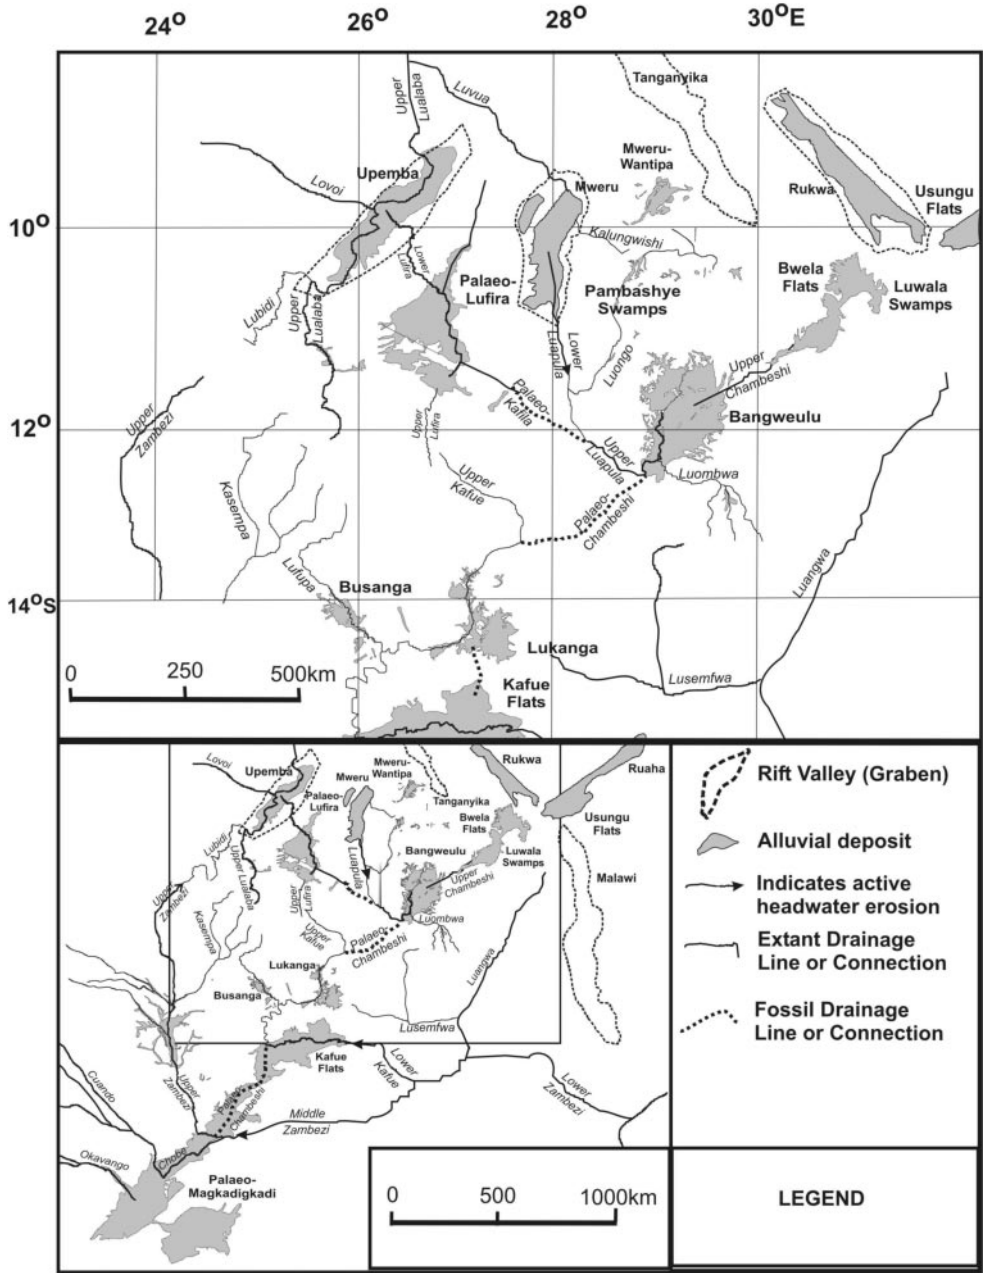 24°
26°
28°
30°E
Upper
Lualaba
Luvua
Tanganyika
Mweru-
Wantipa
Upemba
Lovoi
Mweru
Rukwa
Usungu
Flats
10°
Kalungwishi
Lower
Lufira
Palaeo-
Lufira
Pambashye
Swamps
Bwela
Flats
Luwala
Swamps
Lubidi
Upper
Lualaba
Lower
Luapula
Luongo
Upper
Chambeshi
Palaeo-
Kafila
Bangweulu
Upper
Zambezi
12°
Upper
Lufira
Upper
Luapula
Luombwa
Upper
Kafue
Kasempa
Palaeo-
Chambeshi
Lufupa
Busanga
Luangwa
14°S
Lukanga
0
250
500km
Lusemfwa
Kafue
Flats
Lovoi
Upemba
Mweru
Mweru-
Wantipa
Rukwa
Ruaha
Palaeo-
Lufira
Tanganyika
Bwela
Flats
Usungu
Flats
Lubidi
Upper Lualaba
Luapula
Bangweulu
Luwala
Swamps
Upper
Chambeshi
Malawi
Upper
Zambezi
Upper
Lufira
Kasempa
Upper
Kafue
Palaeo-
Chambeshi
Luombwa
Luangwa
Lukanga
Busanga
Lusemfwa
Kafue
Flats
Lower
Kafue
Lower
Zambezi
Cuando
Upper
Zambezi
Palaeo-
Chambeshi
Middle
Zambezi
Chobe
Okavango
Palaeo-
Magkadigkadi
0
500
1000km
Rift Valley (Graben)
Alluvial deposit
Indicates active
headwater erosion
Extant Drainage
Line or Connection
Fossil Drainage
Line or Connection
LEGEND